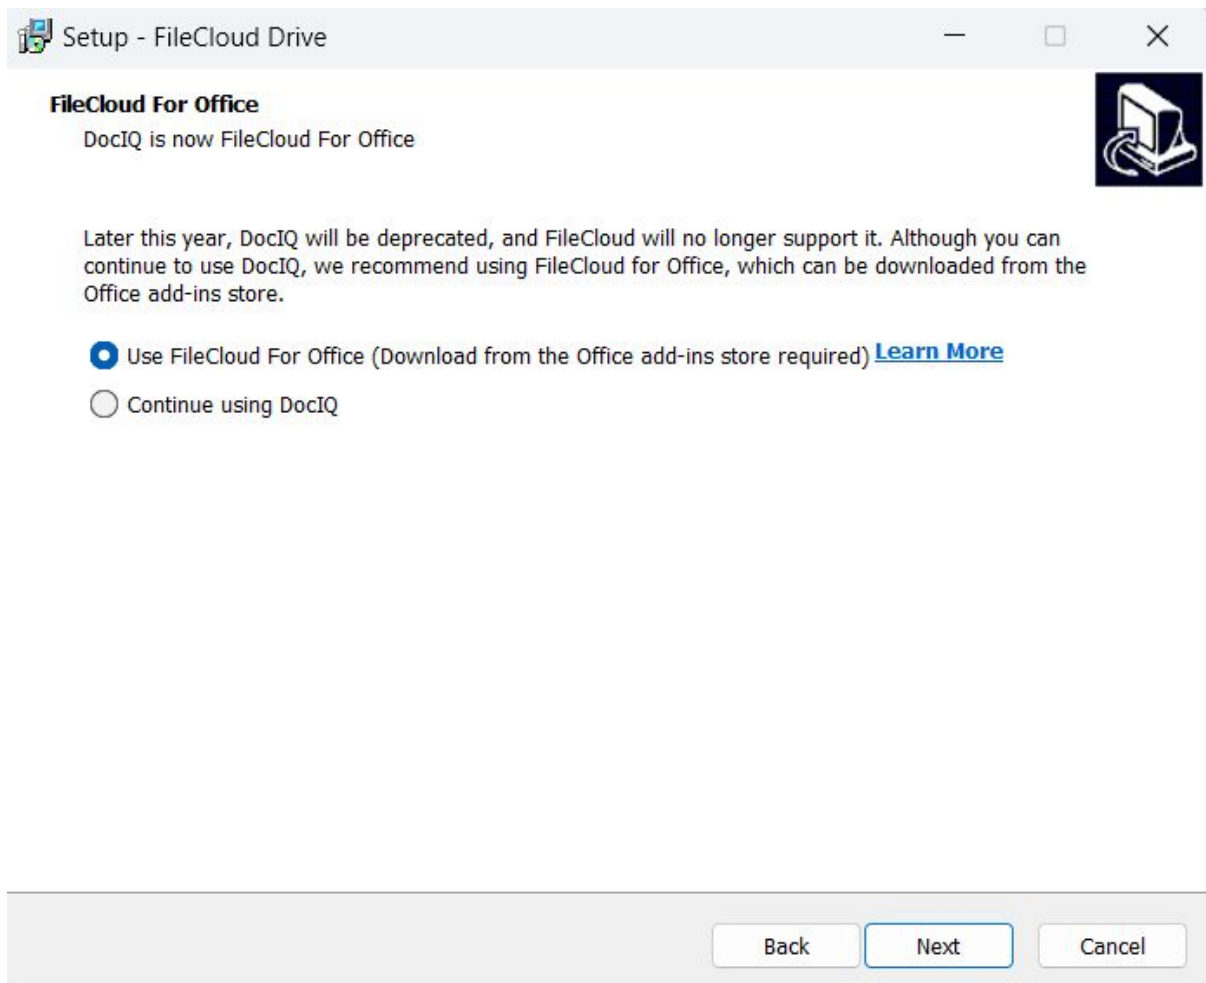 Setup - FileCloud Drive
FileCloud For Office
DocIQ is now FileCloud For Office
Later this year, DocIQ will be deprecated, and FileCloud will no longer support it. Although you can
continue to use DocIQ, we recommend using FileCloud for Office, which can be downloaded from the
Office add-ins store.
Use FileCloud For Office (Download from the Office add-ins store required) Learn More
Continue using DocIQ
Back Next Cancel